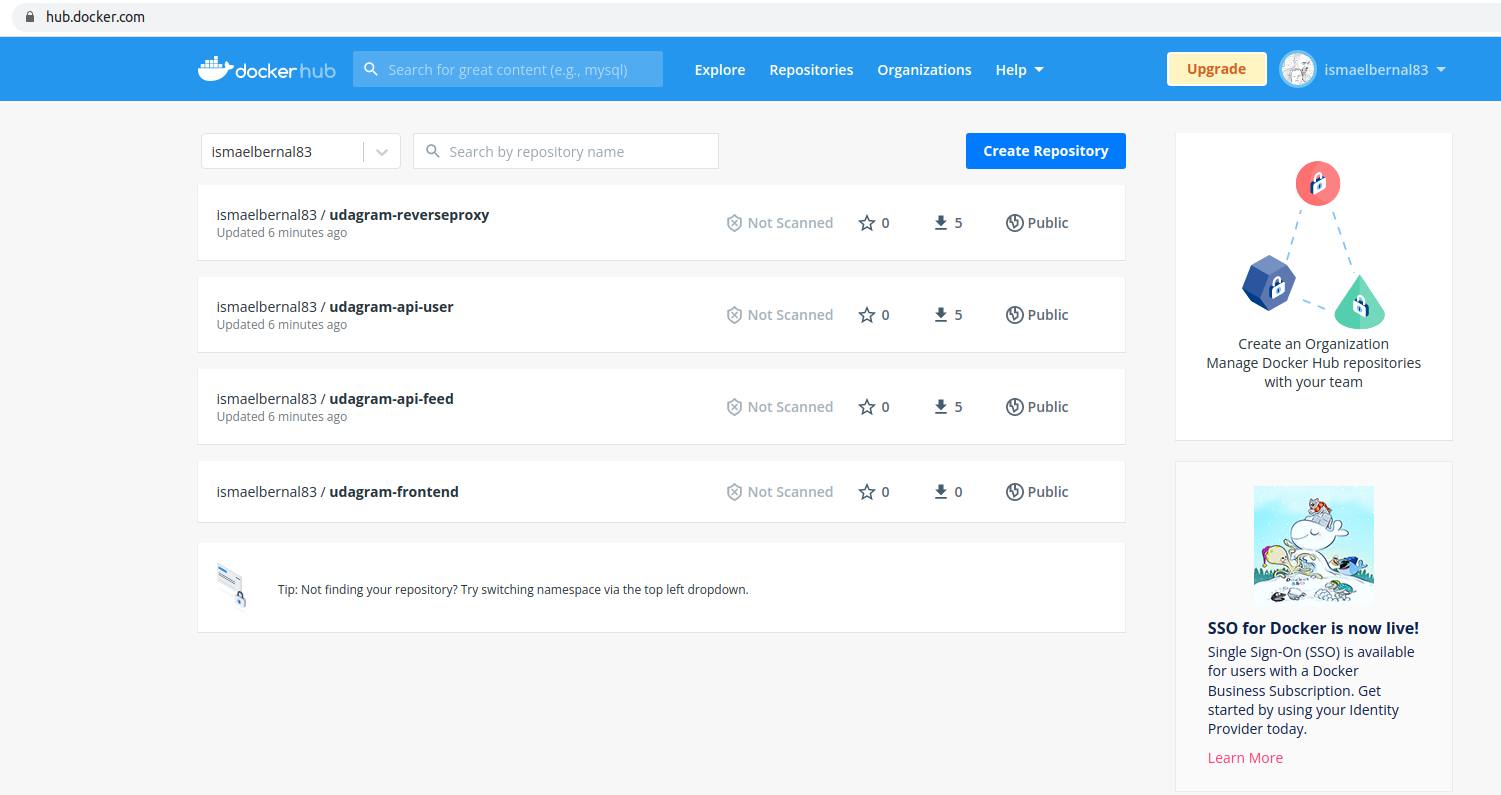 hub.docker.com
docker hub
Search for great content (e.g., mysql)
Explore
Repositories
Organizations
Help
Upgrade
ismaelbernal83
ismaelbernal83
Search by repository name
Create Repository
ismaelbernal83 / udagram-reverseproxy
Updated 6 minutes ago
Not Scanned
0
5
Public
ismaelbernal83 / udagram-api-user
Updated 6 minutes ago
Not Scanned
0
5
Public
ismaelbernal83 / udagram-api-feed
Updated 6 minutes ago
Not Scanned
0
5
Public
ismaelbernal83 / udagram-frontend
Not Scanned
0
0
Public
Tip: Not finding your repository? Try switching namespace via the top left dropdown.
Create an Organization
Manage Docker Hub repositories
with your team
SSO for Docker is now live!
Single Sign-On (SSO) is available
for users with a Docker
Business Subscription. Get
started by using your Identity
Provider today.
Learn More